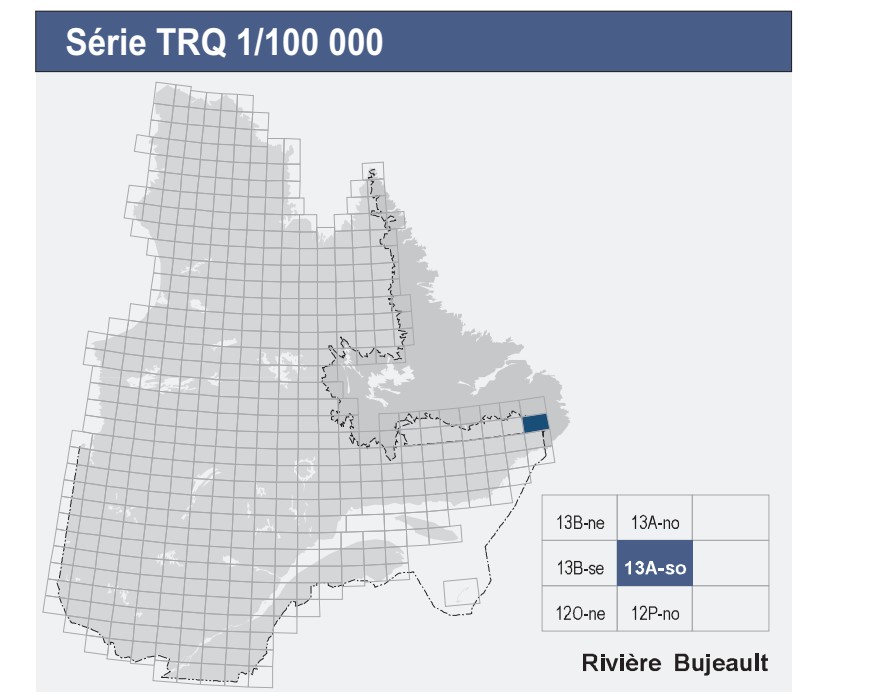 Série TRQ 1/100 000
13B-ne 13A-no
13B-se 13A-so
12O-ne 12P-no
Rivière Bujeault